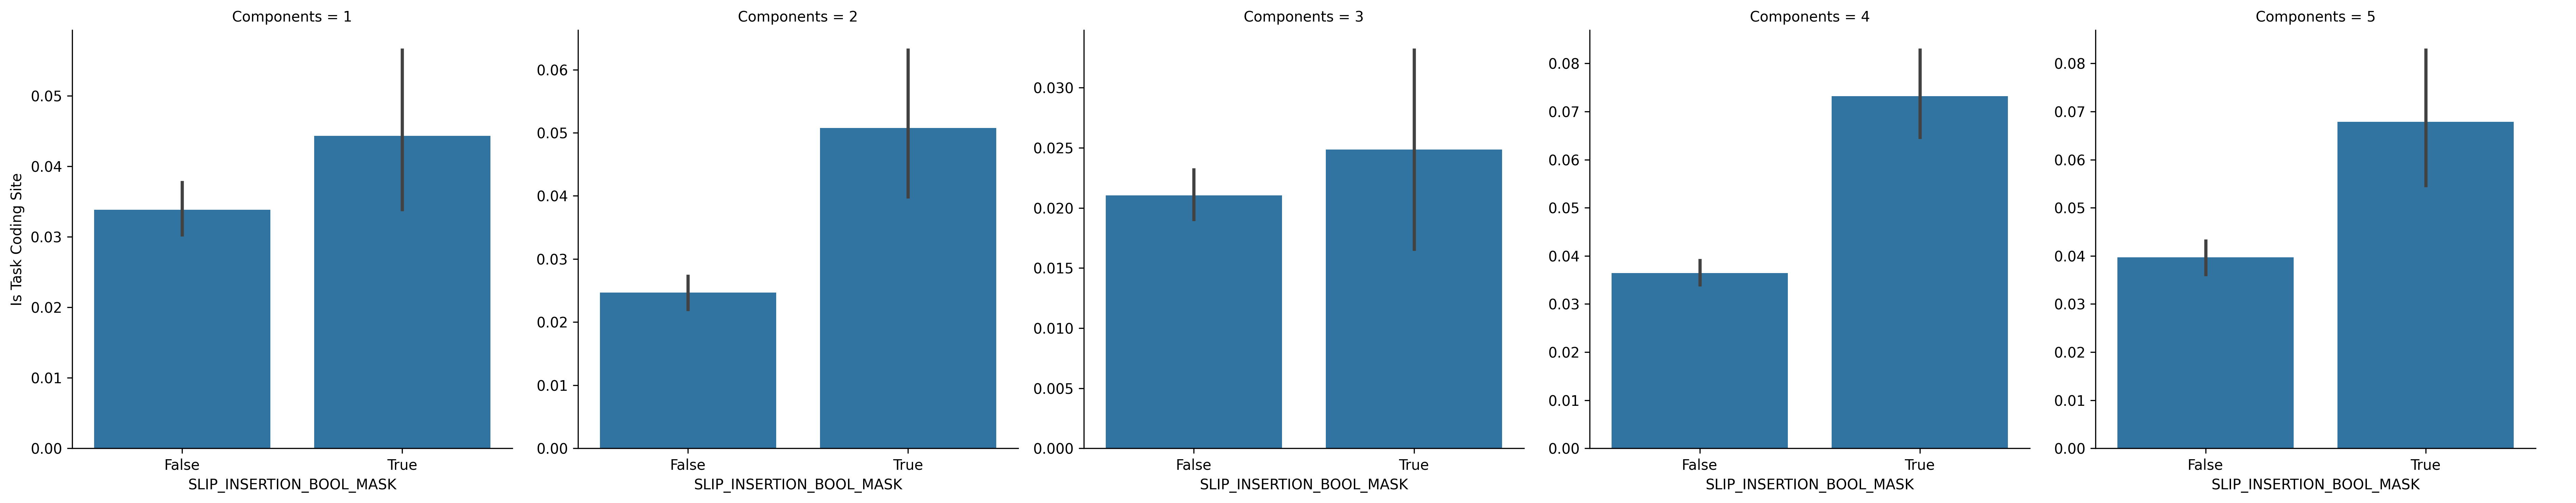 Components = 1
Components = 2
Components = 3
Components = 4
Components = 5
Is Task Coding Site
0.05
0.04
0.03
0.02
0.01
0.00
False
True
SLIP_INSERTION_BOOL_MASK
0.06
0.05
0.04
0.03
0.02
0.01
0.00
False
True
SLIP_INSERTION_BOOL_MASK
0.030
0.025
0.020
0.015
0.010
0.005
0.000
False
True
SLIP_INSERTION_BOOL_MASK
0.08
0.07
0.06
0.05
0.04
0.03
0.02
0.01
0.00
False
True
SLIP_INSERTION_BOOL_MASK
0.08
0.07
0.06
0.05
0.04
0.03
0.02
0.01
0.00
False
True
SLIP_INSERTION_BOOL_MASK